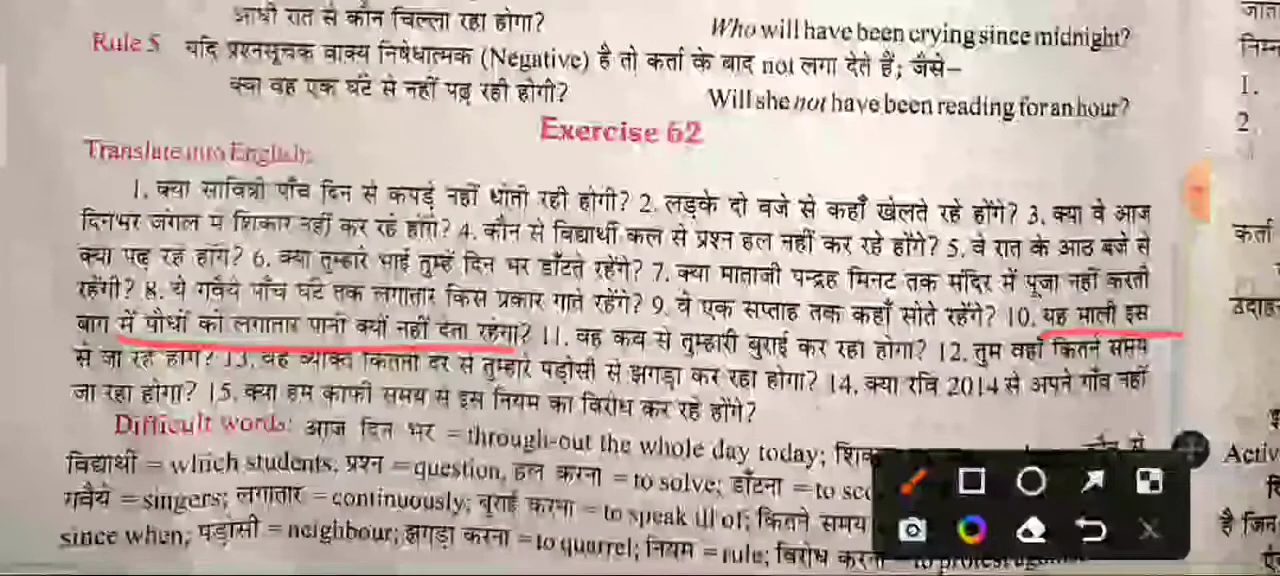 आधी रात से कौन चिल्ला रहा होगा? Who will have been crying since midnight?
Rule 5 यदि प्रश्नसूचक वाक्य निषेधात्मक (Negative) है तो कर्ता के बाद not लगा देते हैं; जैसे–
क्या वह एक घंटे से नहीं पढ़ रही होगी? Will she not have been reading for an hour?
Exercise 62
Translate into English:
1. क्या सावित्री पाँच दिन से कपड़े नहीं धोती रही होगी? 2. लड़के दो बजे से कहाँ खेलते रहे होंगे? 3. क्या वे आज
दिनभर जंगल में शिकार नहीं कर रहे होंगे? 4. कौन से विद्यार्थी कल से प्रश्न हल नहीं कर रहे होंगे? 5. वे रात के आठ बजे से
क्या पढ़ रहे होंगे? 6. क्या तुम्हारे भाई तुम्हें दिन भर डाँटते रहेंगे? 7. क्या माताजी पन्द्रह मिनट तक मंदिर में पूजा नहीं करती
रहेंगी? 8. ये गवैये पाँच घंटे तक लगातार किस प्रकार गाते रहेंगे? 9. वे एक सप्ताह तक कहाँ सोते रहेंगे? 10. यह माली इस
बाग में पौधों को लगातार पानी क्यों नहीं देता रहेगा? 11. वह कब से तुम्हारी बुराई कर रहा होगा? 12. तुम वहाँ कितने समय
से जा रहे होगे? 13. वह व्यक्ति कितनी देर से तुम्हारे पड़ोसी से झगड़ा कर रहा होगा? 14. क्या रवि 2014 से अपने गाँव नहीं
जा रहा होगा? 15. क्या हम काफी समय से इस नियम का विरोध कर रहे होंगे?
Difficult words: आज दिन भर = through-out the whole day today;
विद्यार्थी = which students; प्रश्न = question, हल करना = to solve; डाँटना = to
गवैये = singers; लगातार = continuously; बुराई करना = to speak ill of; कितने समय
since when; पड़ोसी = neighbour; झगड़ा करना = to quarrel; नियम = rule; विरोध करना
जात
निम्न
1.
2.
कर्ता
Activ
है जिन